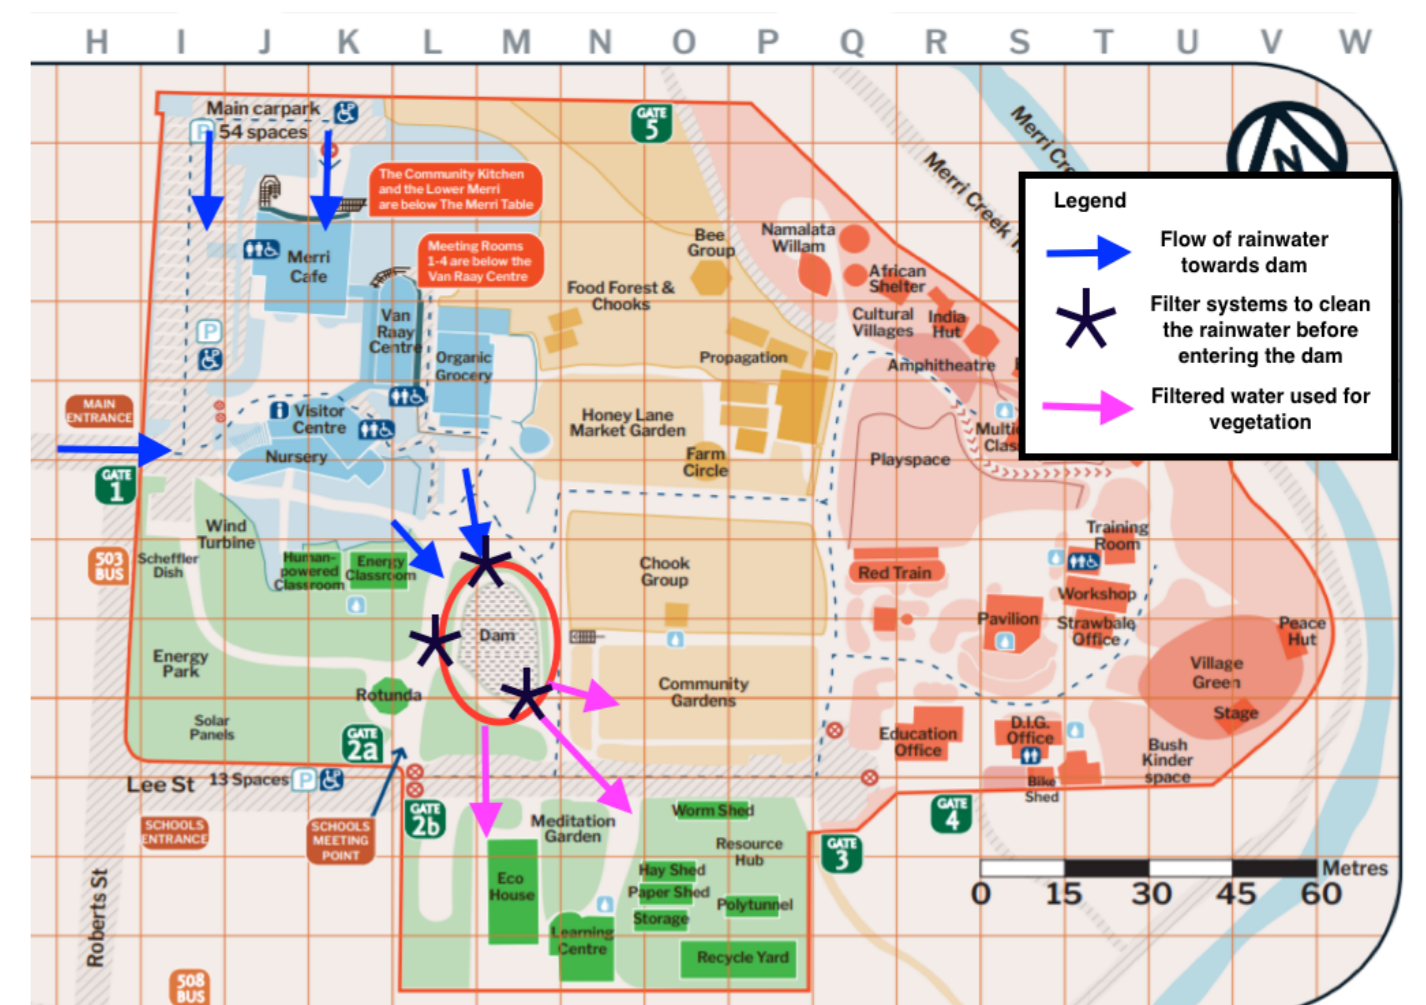 H I J K L M N O P Q R S T U V W
Main carpark
P 54 spaces
GATE
5
Merri Cre
Merri Creek T
N
The Community Kitchen
and the Lower Merri
are below The Merri Table
Meeting Rooms
1-4 are below the
Van Raay Centre
Merri
Cafe
Van
Raay
Centre
P
Organic
Grocery
Food Forest &
Chooks
Bee
Group
Namalata
Willam
African
Shelter
Cultural
Villages
India
Hut
Amphitheatre
Propagation
Legend
Flow of rainwater
towards dam
Filter systems to clean
the rainwater before
entering the dam
Filtered water used for
vegetation
MAIN
ENTRANCE
i Visitor
Centre
Nursery
Honey Lane
Market Garden
Farm
Circle
Playspace
Multi
Clas
GATE
1
Wind
Turbine
503
BUS
Scheffler
Dish
Human-
powered
Classroom
Energy
Classroom
Chook
Group
Red Train
Training
Room
Workshop
Strawbale
Office
Pavilion
Peace
Hut
Village
Green
Stage
Dam
Energy
Park
Rotunda
Solar
Panels
GATE
2a
Community
Gardens
Education
Office
D.I.G.
Office
Bike
Shed
Bush
Kinder
space
Lee St 13 Spaces P
SCHOOLS
ENTRANCE
SCHOOLS
MEETING
POINT
GATE
2b
Meditation
Garden
Worm Shed
Resource
Hub
GATE
3
GATE
4
Eco
House
Hay Shed
Paper Shed
Storage
Polytunnel
Learning
Centre
Recycle Yard
Metres
0 15 30 45 60
Roberts St
508
BUS